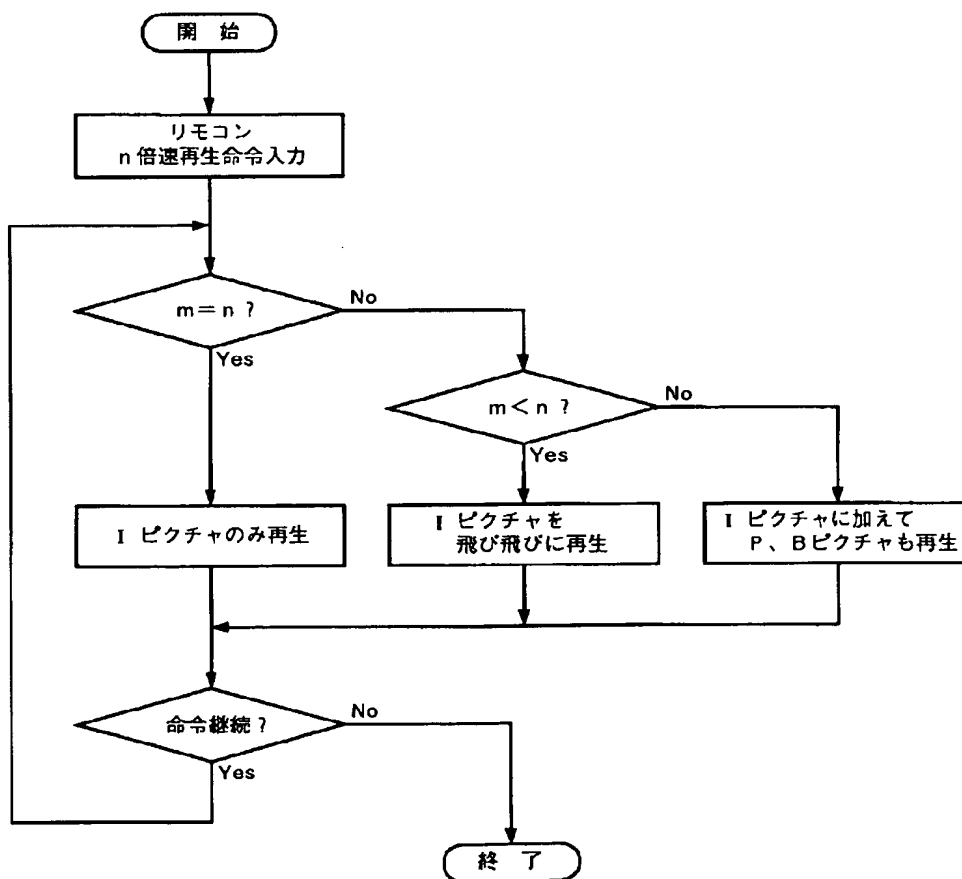 開 始
リモコン
n 倍速再生命令入力
m=n ?
No
Yes
m<n ?
No
Yes
I ピクチャのみ再生
I ピクチャを
飛び飛びに再生
I ピクチャに加えて
P、Bピクチャも再生
命令継続?
No
Yes
終 了